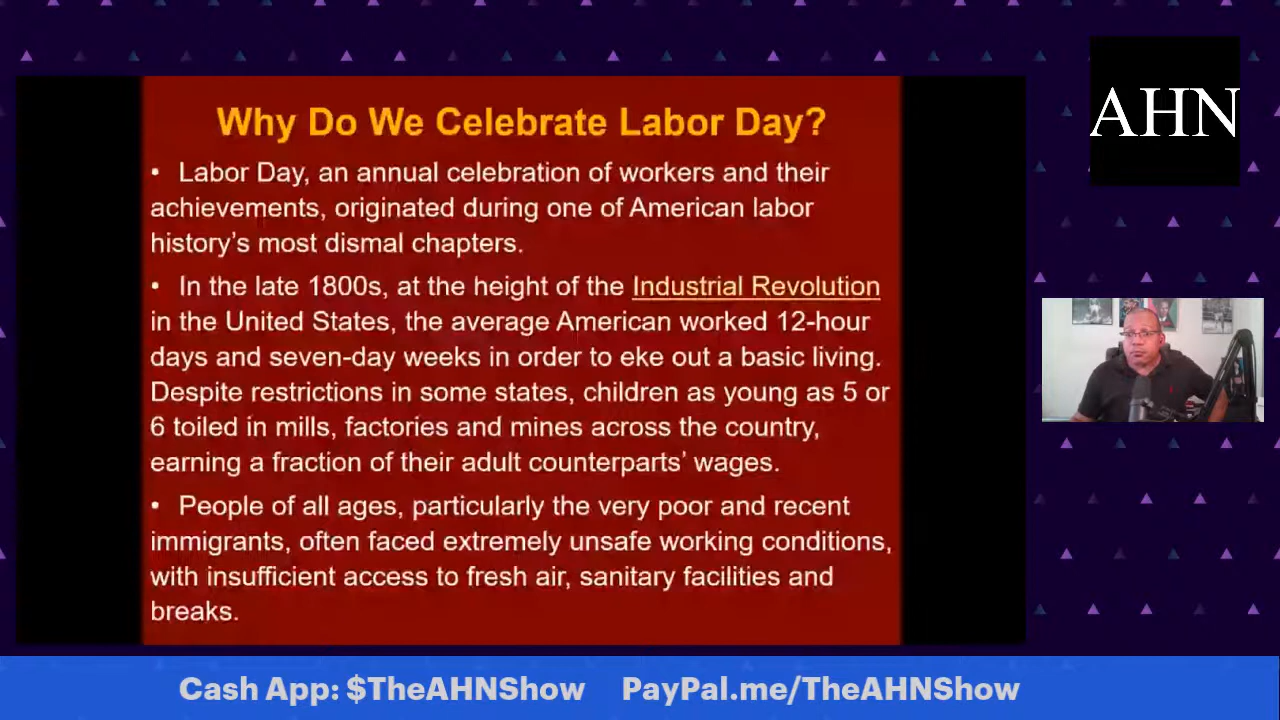 Why Do We Celebrate Labor Day?
• Labor Day, an annual celebration of workers and their
achievements, originated during one of American labor
history’s most dismal chapters.
• In the late 1800s, at the height of the Industrial Revolution
in the United States, the average American worked 12-hour
days and seven-day weeks in order to eke out a basic living.
Despite restrictions in some states, children as young as 5 or
6 toiled in mills, factories and mines across the country,
earning a fraction of their adult counterparts’ wages.
• People of all ages, particularly the very poor and recent
immigrants, often faced extremely unsafe working conditions,
with insufficient access to fresh air, sanitary facilities and
breaks.
AHN
Cash App: $TheAHNShow PayPal.me/TheAHNShow